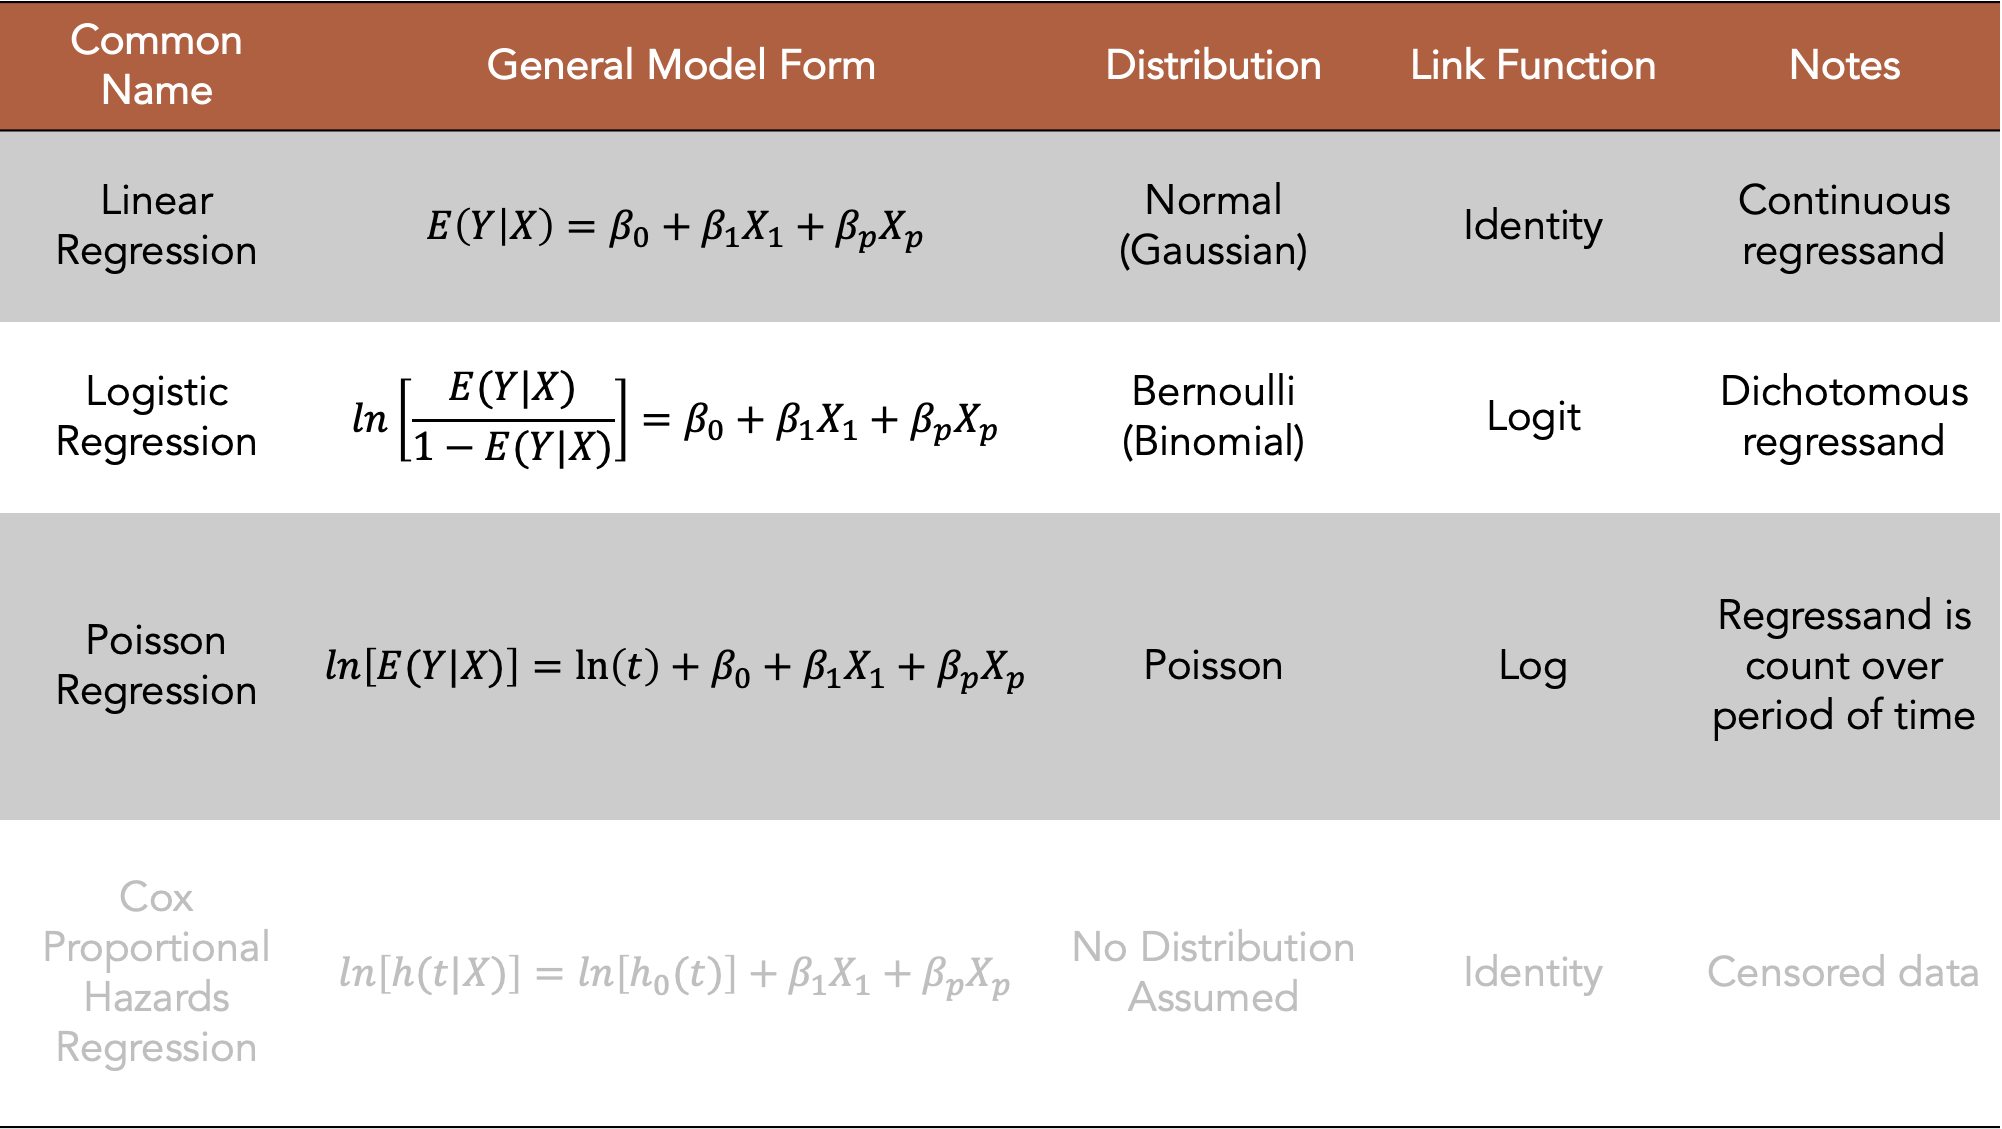 Common
Name
General Model Form
Distribution
Link Function
Notes
Linear
Regression
E(Y|X) = β₀ + β₁X₁ + βₚXₚ
Normal
(Gaussian)
Identity
Continuous
regressand
Logistic
Regression
ln[E(Y|X) / 1 − E(Y|X)] = β₀ + β₁X₁ + βₚXₚ
Bernoulli
(Binomial)
Logit
Dichotomous
regressand
Poisson
Regression
ln[E(Y|X)] = ln(t) + β₀ + β₁X₁ + βₚXₚ
Poisson
Log
Regressand is
count over
period of time
Cox
Proportional
Hazards
Regression
ln[h(t|X)] = ln[h₀(t)] + β₁X₁ + βₚXₚ
No Distribution
Assumed
Identity
Censored data